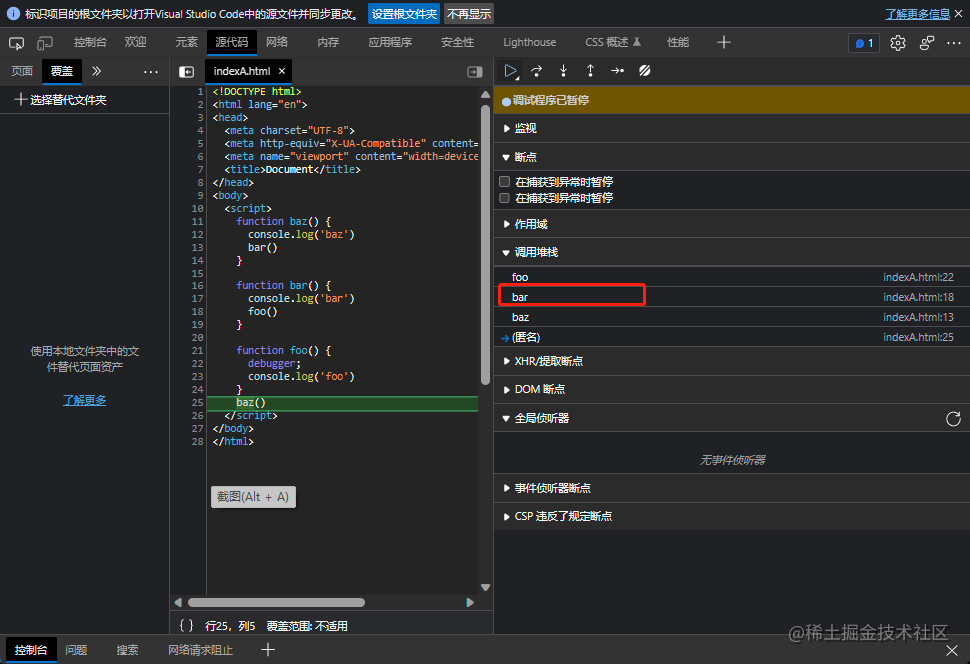 标识项目的根文件夹以打开Visual Studio Code中的源文件并同步更改。 设置根文件夹 不再显示 了解更多信息
控制台 欢迎 元素 源代码 网络 内存 应用程序 安全性 Lighthouse CSS 概述 性能 1
页面 覆盖 indexA.html
选择替代文件夹
使用本地文件夹中的文
件替代页面资产
了解更多
1 <!DOCTYPE html>
2 <html lang="en">
3 <head>
4 <meta charset="UTF-8">
5 <meta http-equiv="X-UA-Compatible" content=
6 <meta name="viewport" content="width=device
7 <title>Document</title>
8 </head>
9 <body>
10 <script>
11 function baz() {
12 console.log('baz')
13 bar()
14 }
15
16 function bar() {
17 console.log('bar')
18 foo()
19 }
20
21 function foo() {
22 debugger;
23 console.log('foo')
24 }
25 baz()
26 </script>
27 </body>
28 </html>
截图(Alt + A)
{ } 行25，列5 覆盖范围: 不适用
调试程序已暂停
监视
断点
在捕获到异常时暂停
在捕获到异常时暂停
作用域
调用堆栈
foo indexA.html:22
bar indexA.html:18
baz indexA.html:13
(匿名) indexA.html:25
XHR/提取断点
DOM 断点
全局侦听器
无事件侦听器
事件侦听器断点
CSP 违反了规定断点
@稀土掘金技术社区
控制台 问题 搜索 网络请求阻止